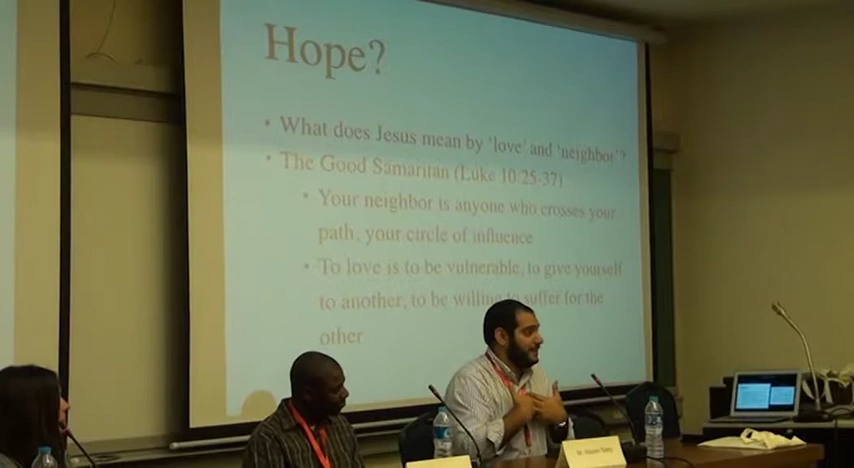 Hope?
• What does Jesus mean by 'love' and 'neighbor'?
• The Good Samaritan (Luke 10:25-37)
• Your neighbor is anyone who crosses your
path, your circle of influence
• To love is to be vulnerable, to give yourself
to another, to be willing to suffer for the
other
Mr.